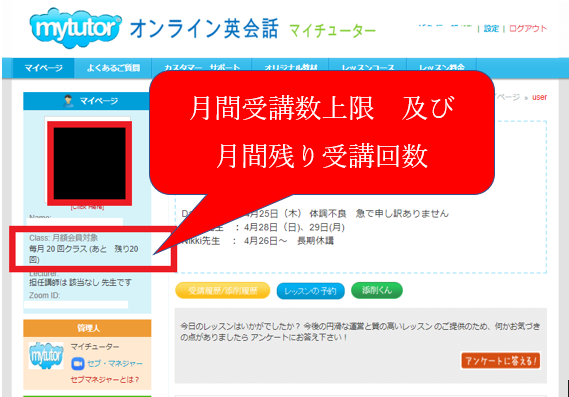 mytutor
オンライン英会話 マイチューター
| 設定 | ログアウト
マイページ
よくあるご質問
カスタマー サポート
オリジナル教材
レッスンコース
レッスン料金
月間受講数上限 及び
月間残り受講回数
ページ » user
マイページ
[Click Here]
Name:
Class: 月額会員対象
毎月 20 回クラス (あと 残り20
回)
Lecturer:
担任講師は 該当なし 先生です
Zoom ID:
4月25日（木） 体調不良 急で申し訳ありません
： 4月28日（日）、29日(月)
Nikki先生 ： 4月26日～ 長期休講
受講履歴/添削履歴
レッスンの予約
添削くん
管理人
mytutor
マイチューター
セブ・マネジャー
セブマネジャーとは？
今日のレッスンはいかがでしたか？ 今後の円滑な運営と質の高いレッスン のご提供のため、何かお気づき
の点がありましたら アンケートにお答え下さい！
アンケートに答える！